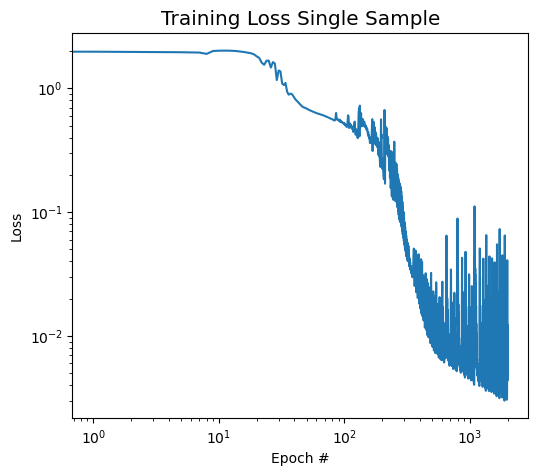 Training Loss Single Sample
10⁰
10⁻¹
10⁻²
Loss
10⁰ 10¹ 10² 10³
Epoch #